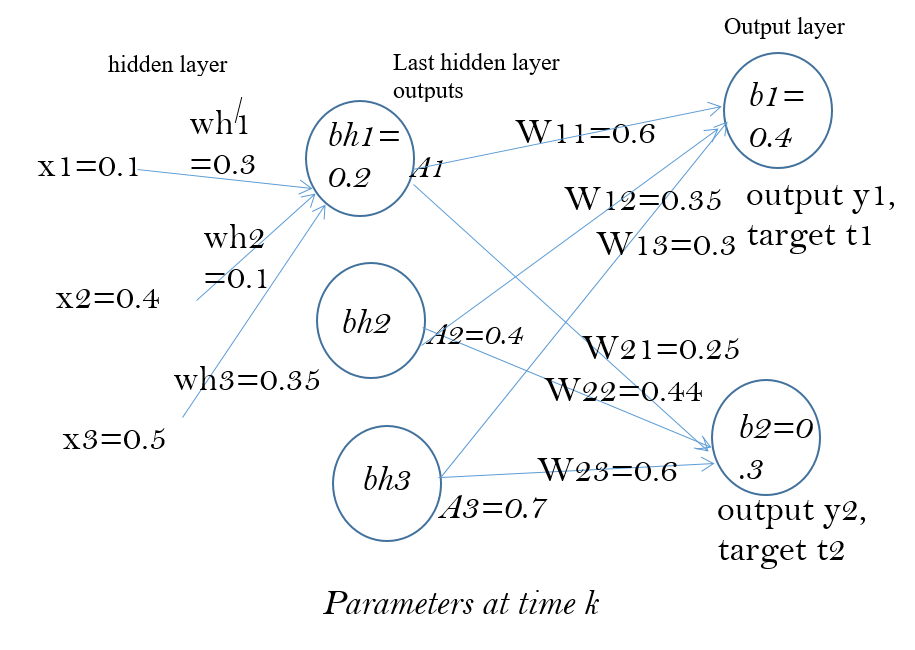 Output layer
hidden layer
Last hidden layer
outputs
wh1
=0.3
bh1=
0.2
A1
W11=0.6
b1=
0.4
x1=0.1
W12=0.35
output y1,
target t1
W13=0.3
wh2
=0.1
x2=0.4
bh2
A2=0.4
W21=0.25
W22=0.44
wh3=0.35
x3=0.5
bh3
A3=0.7
W23=0.6
b2=0
.3
output y2,
target t2
Parameters at time k